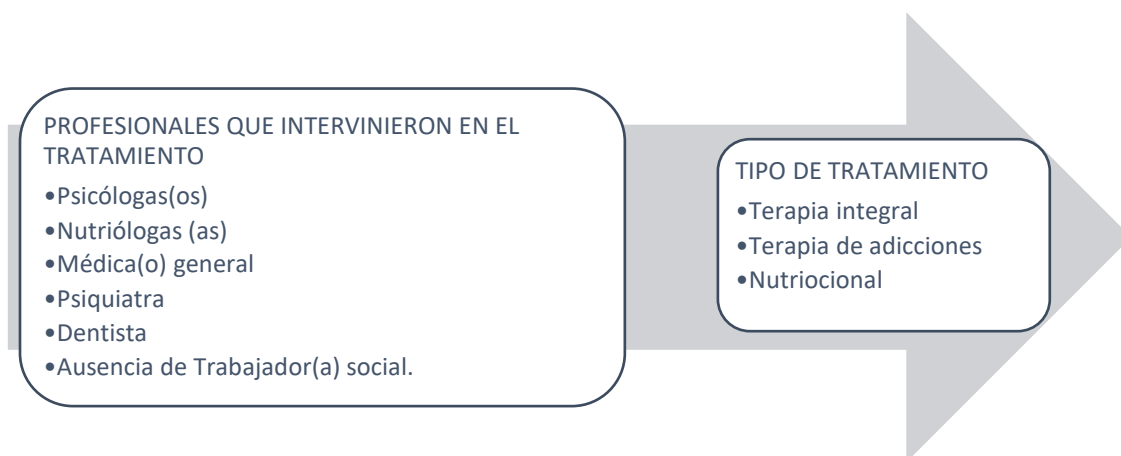 PROFESIONALES QUE INTERVINIERON EN EL
TRATAMIENTO
•Psicólogas(os)
•Nutriólogas (as)
•Médica(o) general
•Psiquiatra
•Dentista
•Ausencia de Trabajador(a) social.
TIPO DE TRATAMIENTO
•Terapia integral
•Terapia de adicciones
•Nutriocional